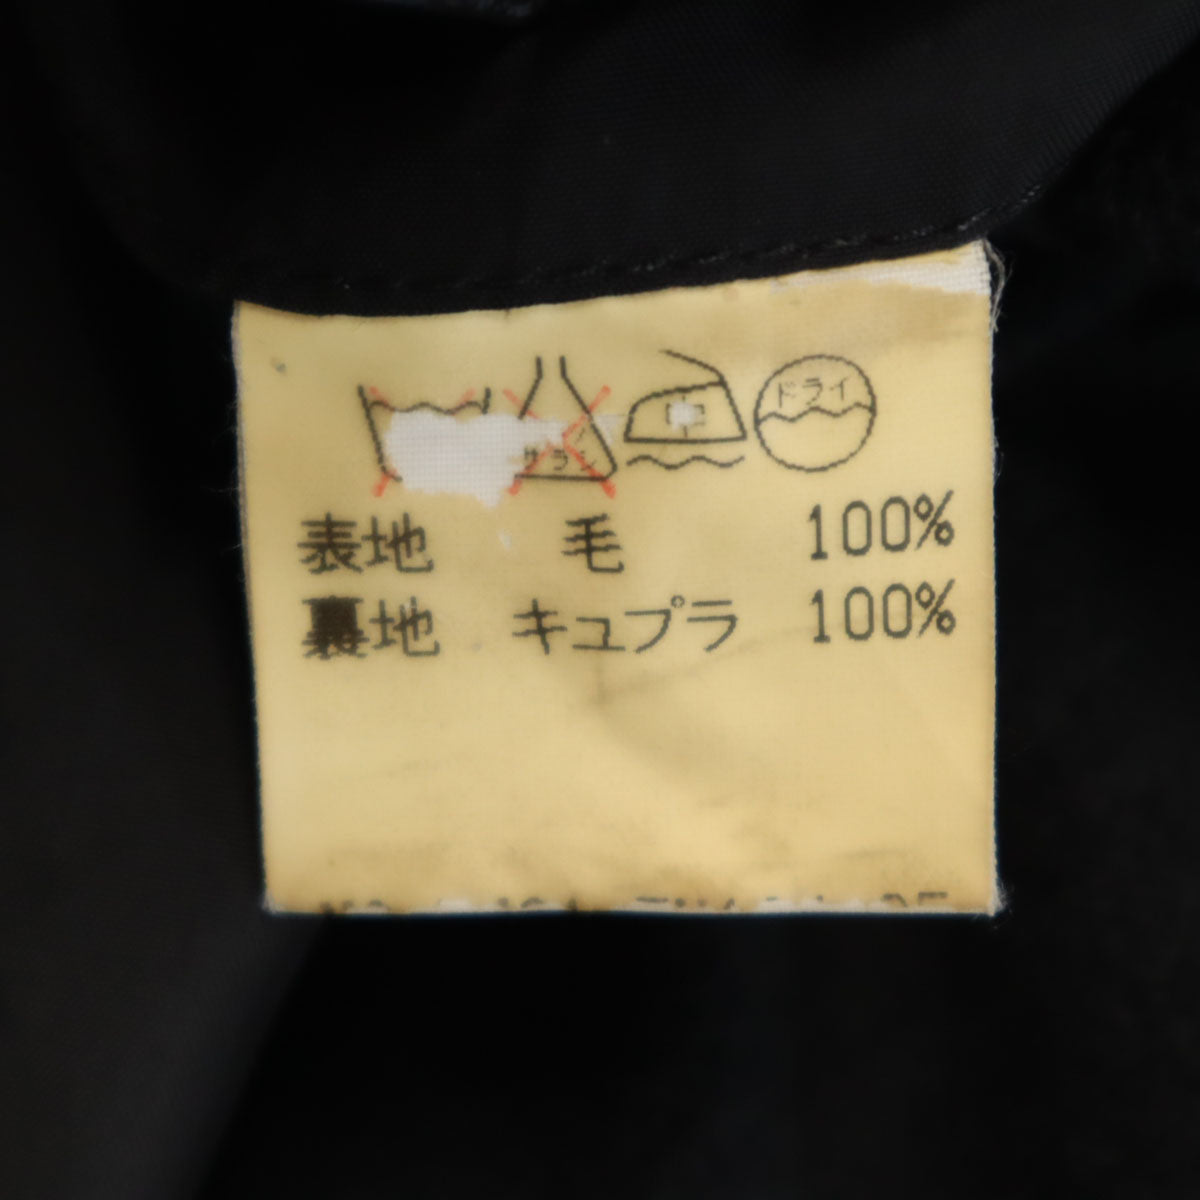 ドライ
表地 毛 100%
裏地 キュプラ 100%